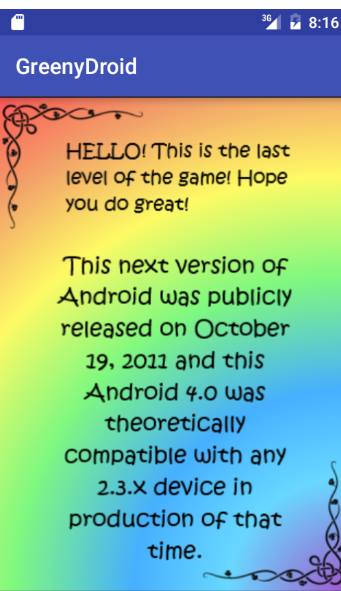 3G 8:16
GreenyDroid
HELLO! This is the last
level of the game! Hope
you do great!
This next version of
Android was publicly
released on October
19, 2011 and this
Android 4.0 was
theoretically
compatible with any
2.3.x device in
production of that
time.